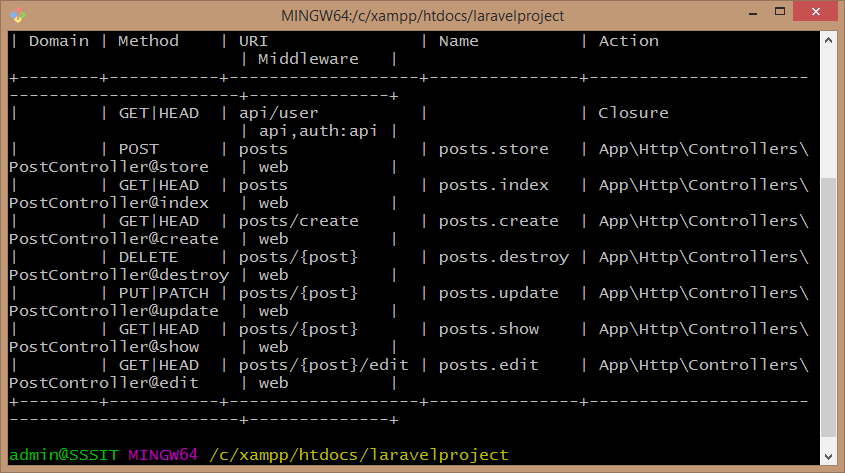 MINGW64:/c/xampp/htdocs/laravelproject
| Domain | Method    | URI               | Name          | Action
                       | Middleware   |
+--------+-----------+-------------------+---------------+----------------------
-----------------------+--------------+
|        | GET|HEAD  | api/user          |               | Closure
                       | api,auth:api |
|        | POST      | posts             | posts.store   | App\Http\Controllers\
PostController@store   | web          |
|        | GET|HEAD  | posts             | posts.index   | App\Http\Controllers\
PostController@index   | web          |
|        | GET|HEAD  | posts/create      | posts.create  | App\Http\Controllers\
PostController@create  | web          |
|        | DELETE    | posts/{post}      | posts.destroy | App\Http\Controllers\
PostController@destroy | web          |
|        | PUT|PATCH | posts/{post}      | posts.update  | App\Http\Controllers\
PostController@update  | web          |
|        | GET|HEAD  | posts/{post}      | posts.show    | App\Http\Controllers\
PostController@show    | web          |
|        | GET|HEAD  | posts/{post}/edit | posts.edit    | App\Http\Controllers\
PostController@edit    | web          |
+--------+-----------+-------------------+---------------+----------------------
-----------------------+--------------+
admin@SSSIT MINGW64 /c/xampp/htdocs/laravelproject